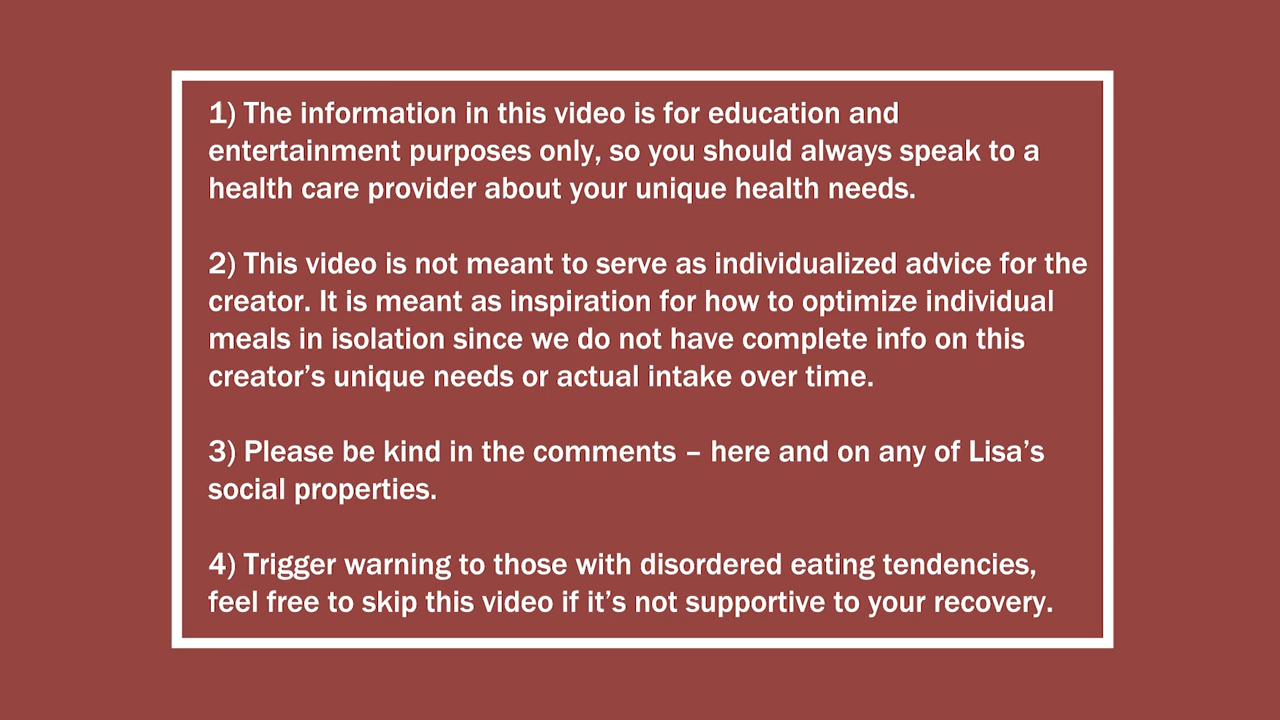 1) The information in this video is for education and
entertainment purposes only, so you should always speak to a
health care provider about your unique health needs.
2) This video is not meant to serve as individualized advice for the
creator. It is meant as inspiration for how to optimize individual
meals in isolation since we do not have complete info on this
creator’s unique needs or actual intake over time.
3) Please be kind in the comments – here and on any of Lisa’s
social properties.
4) Trigger warning to those with disordered eating tendencies,
feel free to skip this video if it’s not supportive to your recovery.